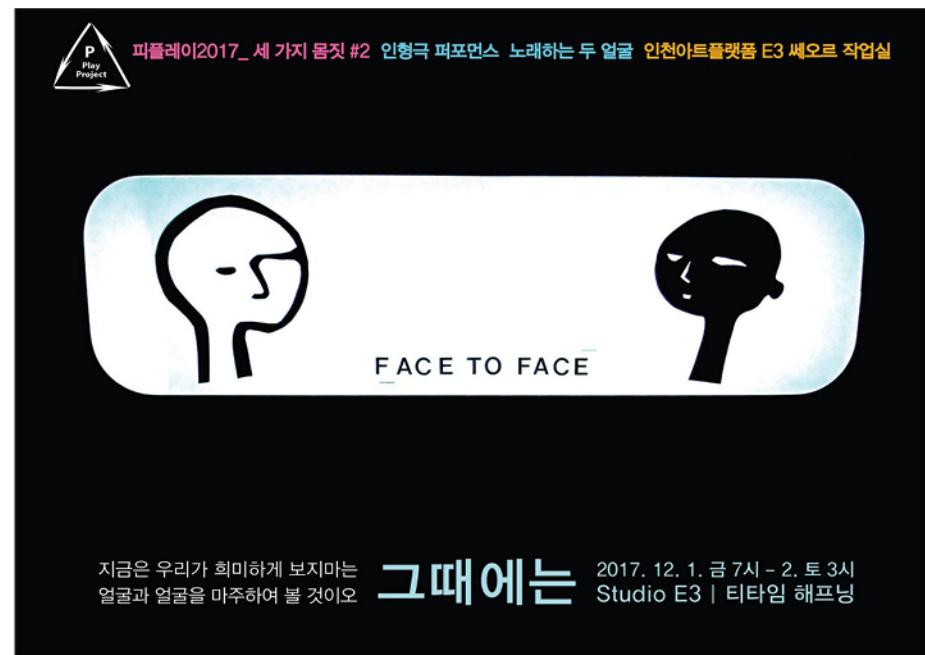 P
Play
Project
피플레이2017_ 세 가지 몸짓 #2 인형극 퍼포먼스 노래하는 두 얼굴 인천아트플랫폼 E3 쎄오르 작업실
FACE TO FACE
지금은 우리가 희미하게 보지마는
얼굴과 얼굴을 마주하여 볼 것이오
그때에는
2017. 12. 1. 금 7시 – 2. 토 3시
Studio E3 | 티타임 해프닝